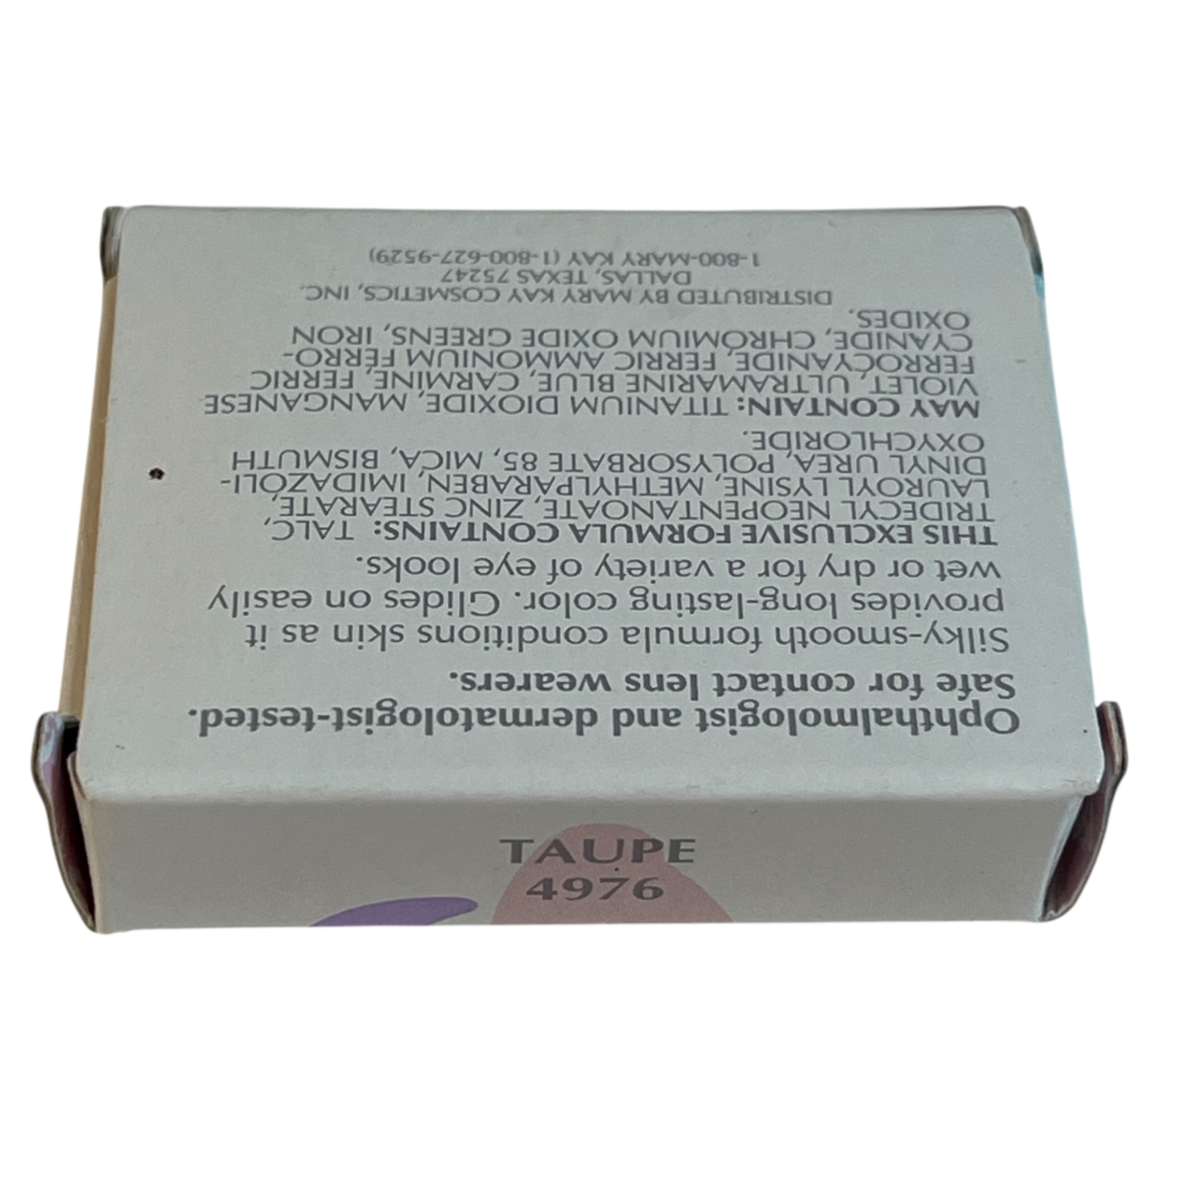 Ophthalmologist and dermatologist-tested.
Safe for contact lens wearers.
Silky-smooth formula conditions skin as it
provides long-lasting color. Glides on easily
wet or dry for a variety of eye looks.
THIS EXCLUSIVE FORMULA CONTAINS: TALC,
TRIDECYL NEOPENTANOATE, ZINC STEARATE,
LAUROYL LYSINE, METHYLPARABEN, IMIDAZOLI-
DINYL UREA, POLYSORBATE 85, MICA, BISMUTH
OXYCHLORIDE.
MAY CONTAIN: TITANIUM DIOXIDE, MANGANESE
VIOLET, ULTRAMARINE BLUE, CARMINE, FERRIC
FERROCYANIDE, FERRIC AMMONIUM FERRO-
CYANIDE, CHROMIUM OXIDE GREENS, IRON
OXIDES.
DISTRIBUTED BY MARY KAY COSMETICS, INC.
DALLAS, TEXAS 75247
1-800-MARY KAY (1-800-627-9529)
TAUPE
4976